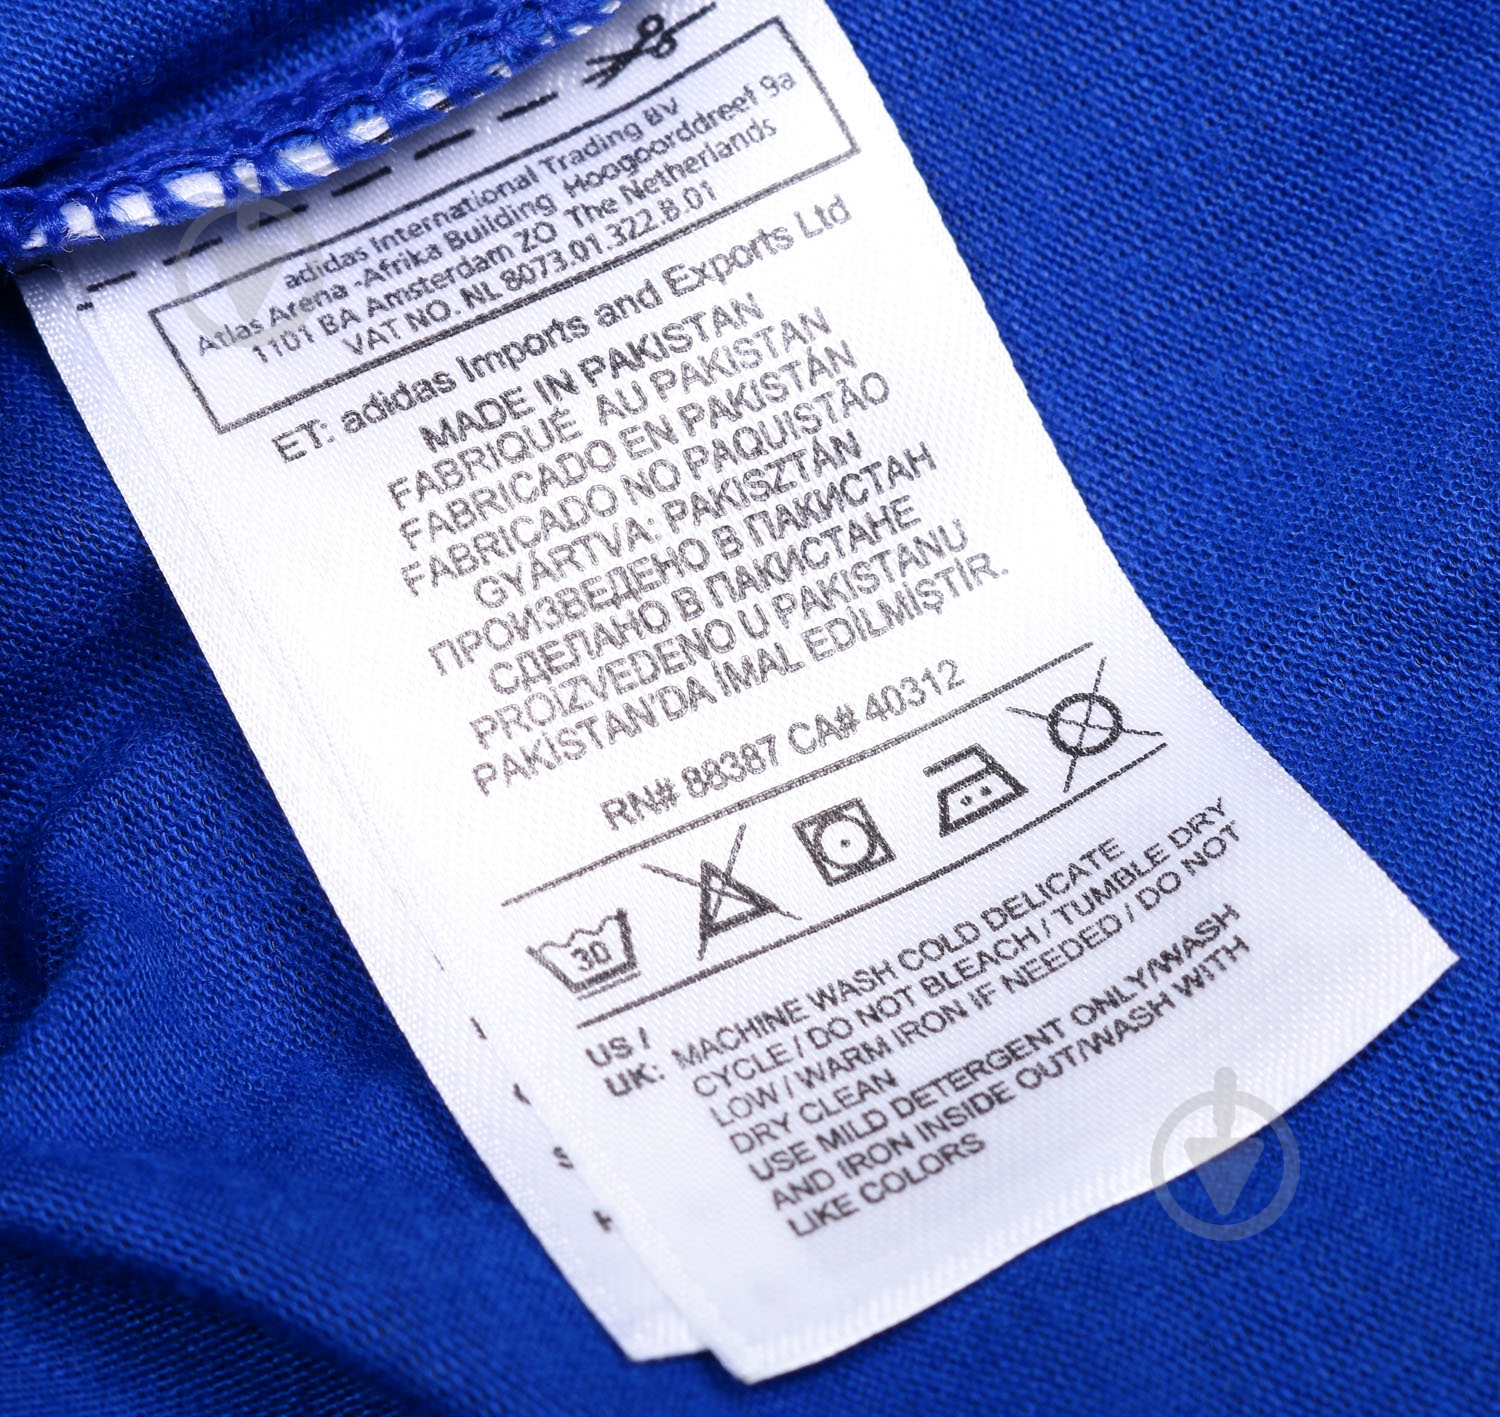 adidas International Trading BV
Atlas Arena -Afrika Building Hoogoorddreef 9a
1101 BA Amsterdam ZO The Netherlands
VAT NO. NL 8073.01.322.B.01
ET: adidas Imports and Exports Ltd
MADE IN PAKISTAN
FABRIQUÉ AU PAKISTAN
FABRICADO EN PAKISTÁN
FABRICADO NO PAQUISTÃO
GYÁRTVA: PAKISZTÁN
ПРОИЗВЕДЕНО В ПАКИСТАН
СДЕЛАНО В ПАКИСТАНЕ
PROİZVEDENO U PAKISTANU
PAKİSTAN'DA İMAL EDİLMİŞTİR.
RN# 88387 CA# 40312
30
US / UK: MACHINE WASH COLD DELICATE
CYCLE / DO NOT BLEACH / TUMBLE DRY
LOW / WARM IRON IF NEEDED / DO NOT
DRY CLEAN
USE MILD DETERGENT ONLY/WASH
AND IRON INSIDE OUT/WASH WITH
LIKE COLORS